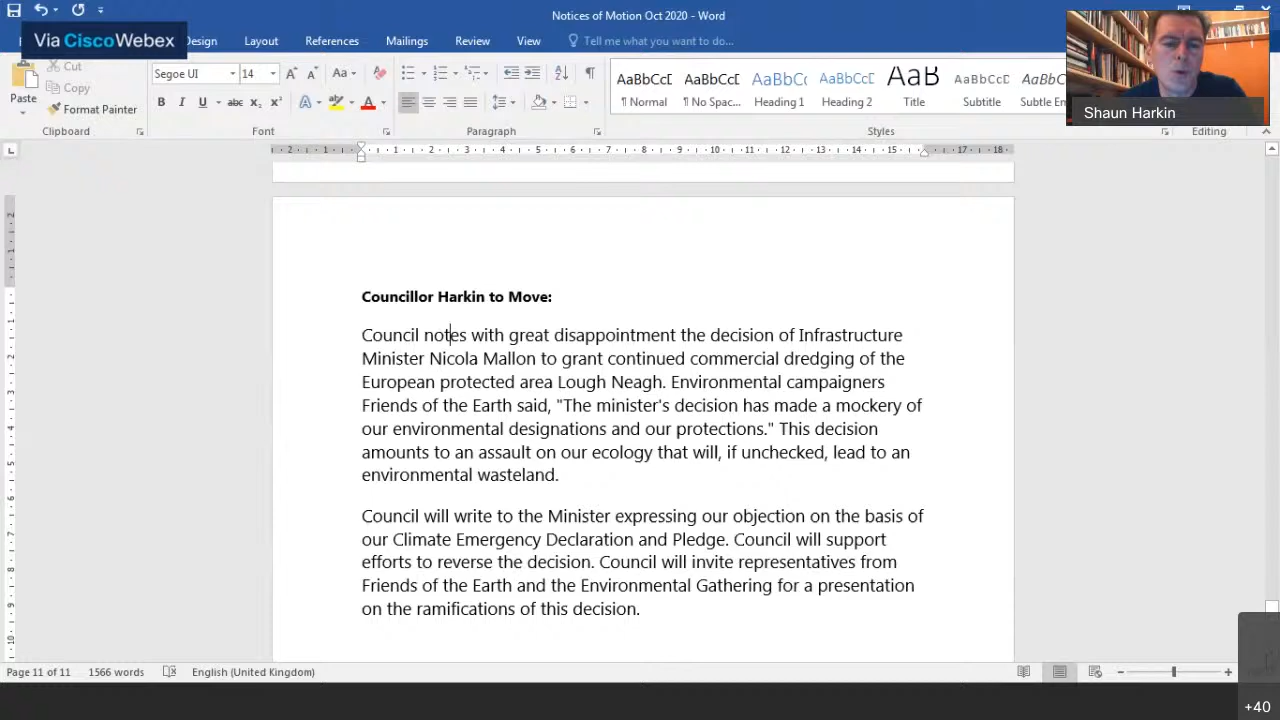 Notices of Motion Oct 2020 - Word
Via CiscoWebex
Design Layout References Mailings Review View Tell me what you want to do...
Cut
Copy
Paste
Format Painter
Segoe UI 14
AaBbCcD AaBbCcD AaBbCc AaBbCcD AaB AaBbCcD AaBbCc
¶ Normal ¶ No Spac... Heading 1 Heading 2 Title Subtitle Subtle Em
Clipboard Font Paragraph Styles Editing
Shaun Harkin
Councillor Harkin to Move:
Council notes with great disappointment the decision of Infrastructure
Minister Nicola Mallon to grant continued commercial dredging of the
European protected area Lough Neagh. Environmental campaigners
Friends of the Earth said, "The minister's decision has made a mockery of
our environmental designations and our protections." This decision
amounts to an assault on our ecology that will, if unchecked, lead to an
environmental wasteland.
Council will write to the Minister expressing our objection on the basis of
our Climate Emergency Declaration and Pledge. Council will support
efforts to reverse the decision. Council will invite representatives from
Friends of the Earth and the Environmental Gathering for a presentation
on the ramifications of this decision.
Page 11 of 11 1566 words English (United Kingdom)
+40